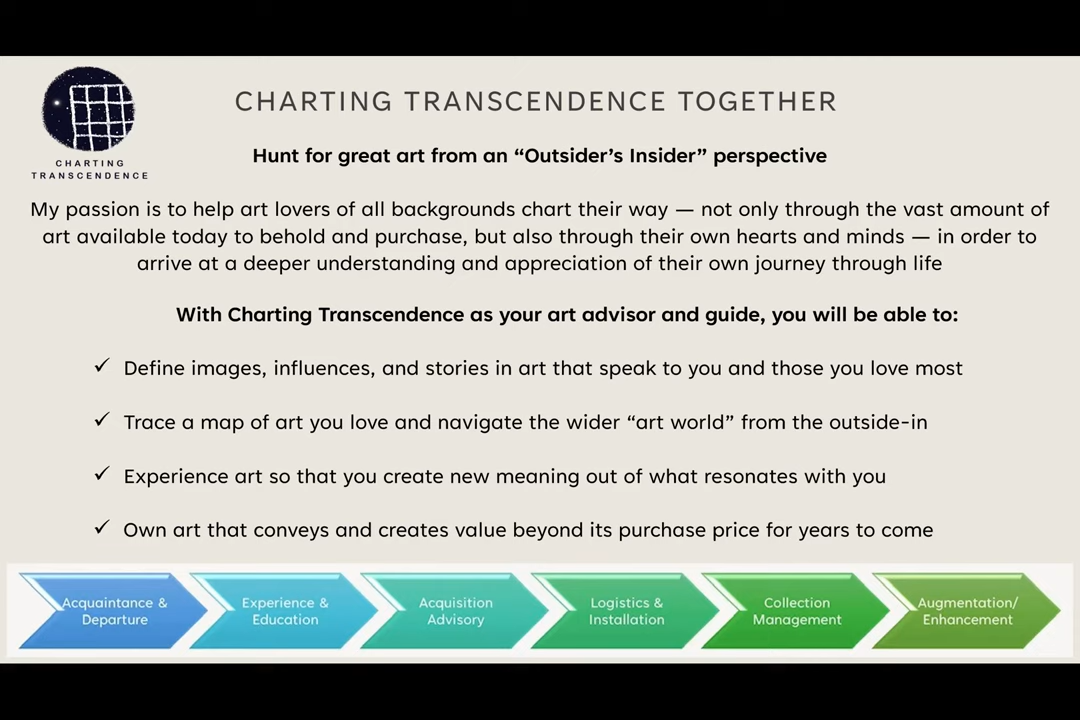 CHARTING
TRANSCENDENCE
CHARTING TRANSCENDENCE TOGETHER
Hunt for great art from an “Outsider’s Insider” perspective
My passion is to help art lovers of all backgrounds chart their way — not only through the vast amount of
art available today to behold and purchase, but also through their own hearts and minds — in order to
arrive at a deeper understanding and appreciation of their own journey through life
With Charting Transcendence as your art advisor and guide, you will be able to:
✓ Define images, influences, and stories in art that speak to you and those you love most
✓ Trace a map of art you love and navigate the wider “art world” from the outside-in
✓ Experience art so that you create new meaning out of what resonates with you
✓ Own art that conveys and creates value beyond its purchase price for years to come
Acquaintance &
Departure
Experience &
Education
Acquisition
Advisory
Logistics &
Installation
Collection
Management
Augmentation/
Enhancement